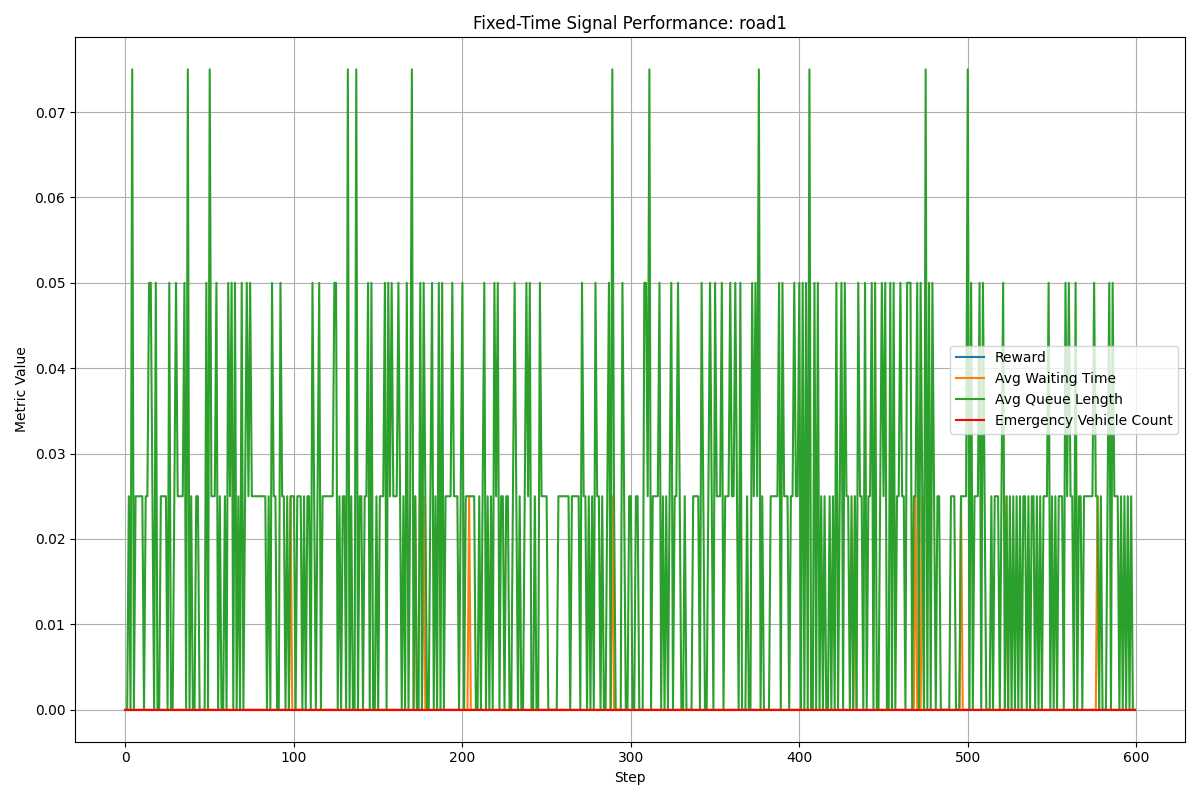 Fixed-Time Signal Performance: road1
Metric Value
0.07
0.06
0.05
0.04
0.03
0.02
0.01
0.00
Reward
Avg Waiting Time
Avg Queue Length
Emergency Vehicle Count
0 100 200 300 400 500 600
Step